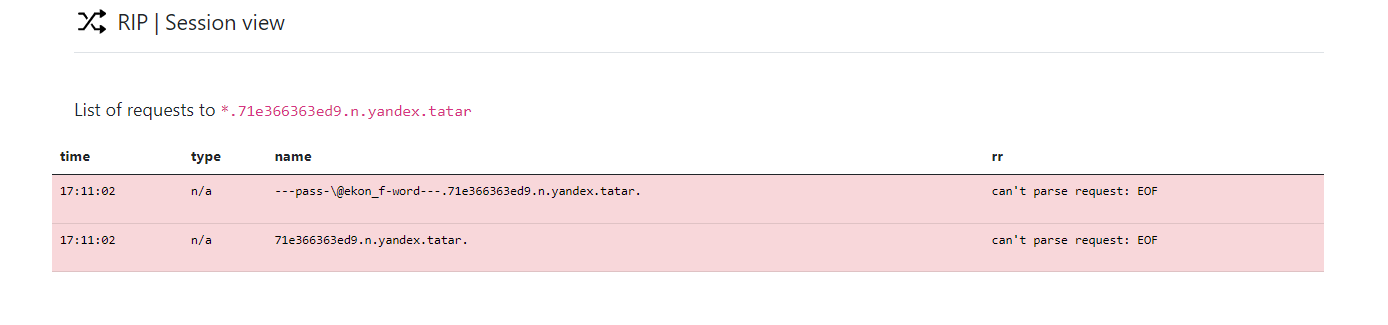 RIP | Session view
List of requests to *.71e366363ed9.n.yandex.tatar
time type name rr
17:11:02 n/a ---pass-\@ekon_f-word---.71e366363ed9.n.yandex.tatar. can't parse request: EOF
17:11:02 n/a 71e366363ed9.n.yandex.tatar. can't parse request: EOF